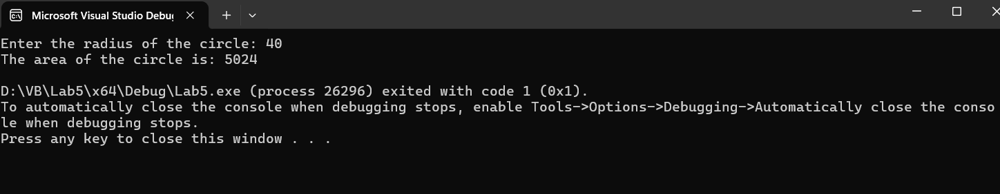 Microsoft Visual Studio Debu
Enter the radius of the circle: 40
The area of the circle is: 5024
D:\VB\Lab5\x64\Debug\Lab5.exe (process 26296) exited with code 1 (0x1).
To automatically close the console when debugging stops, enable Tools->Options->Debugging->Automatically close the conso
le when debugging stops.
Press any key to close this window . . .